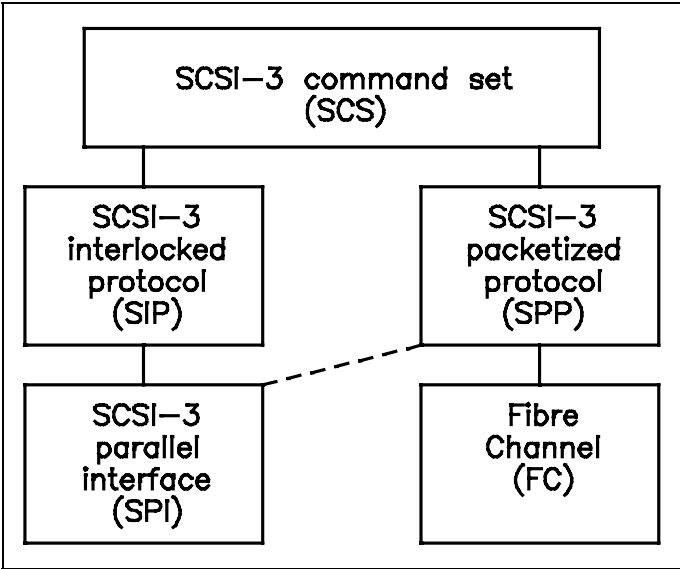 SCSI-3 command set
(SCS)
SCSI-3
interlocked
protocol
(SIP)
SCSI-3
packetized
protocol
(SPP)
SCSI-3
parallel
interface
(SPI)
Fibre
Channel
(FC)